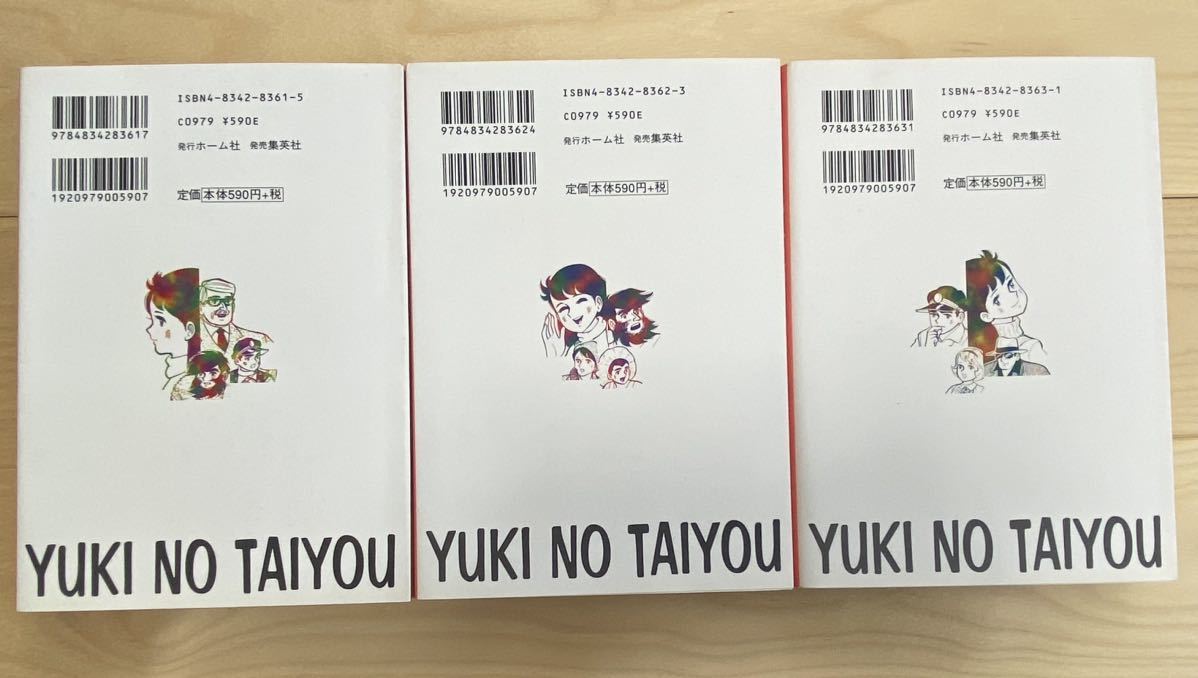 ISBN4-8342-8361-5
C0979 ¥590E
9784834283617
発行ホーム社 発売集英社
1920979005907
定価本体590円+税
YUKI NO TAIYOU
ISBN4-8342-8362-3
C0979 ¥590E
9784834283624
発行ホーム社 発売集英社
1920979005907
定価本体590円+税
YUKI NO TAIYOU
ISBN4-8342-8363-1
C0979 ¥590E
9784834283631
発行ホーム社 発売集英社
1920979005907
定価本体590円+税
YUKI NO TAIYOU